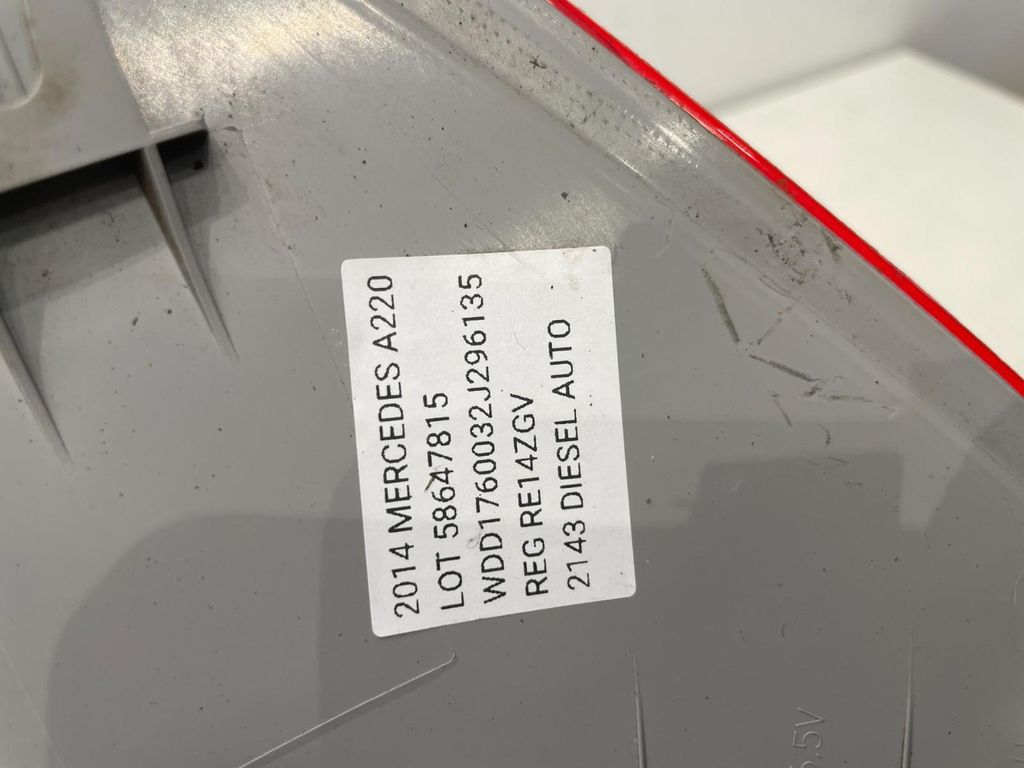 2014 MERCEDES A220
LOT 58647815
WDD1760032J296135
REG RE14ZGV
2143 DIESEL AUTO